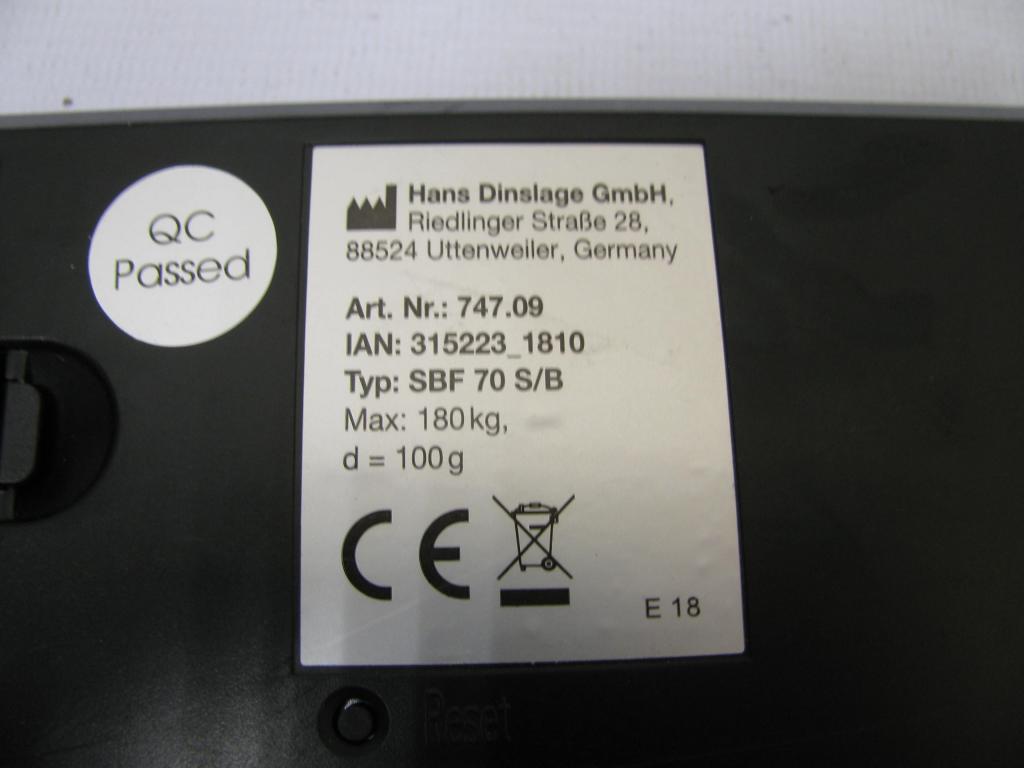 QC
Passed
Hans Dinslage GmbH,
Riedlinger Straße 28,
88524 Uttenweiler, Germany
Art. Nr.: 747.09
IAN: 315223_1810
Typ: SBF 70 S/B
Max: 180kg,
d = 100g
CE
E 18
Reset